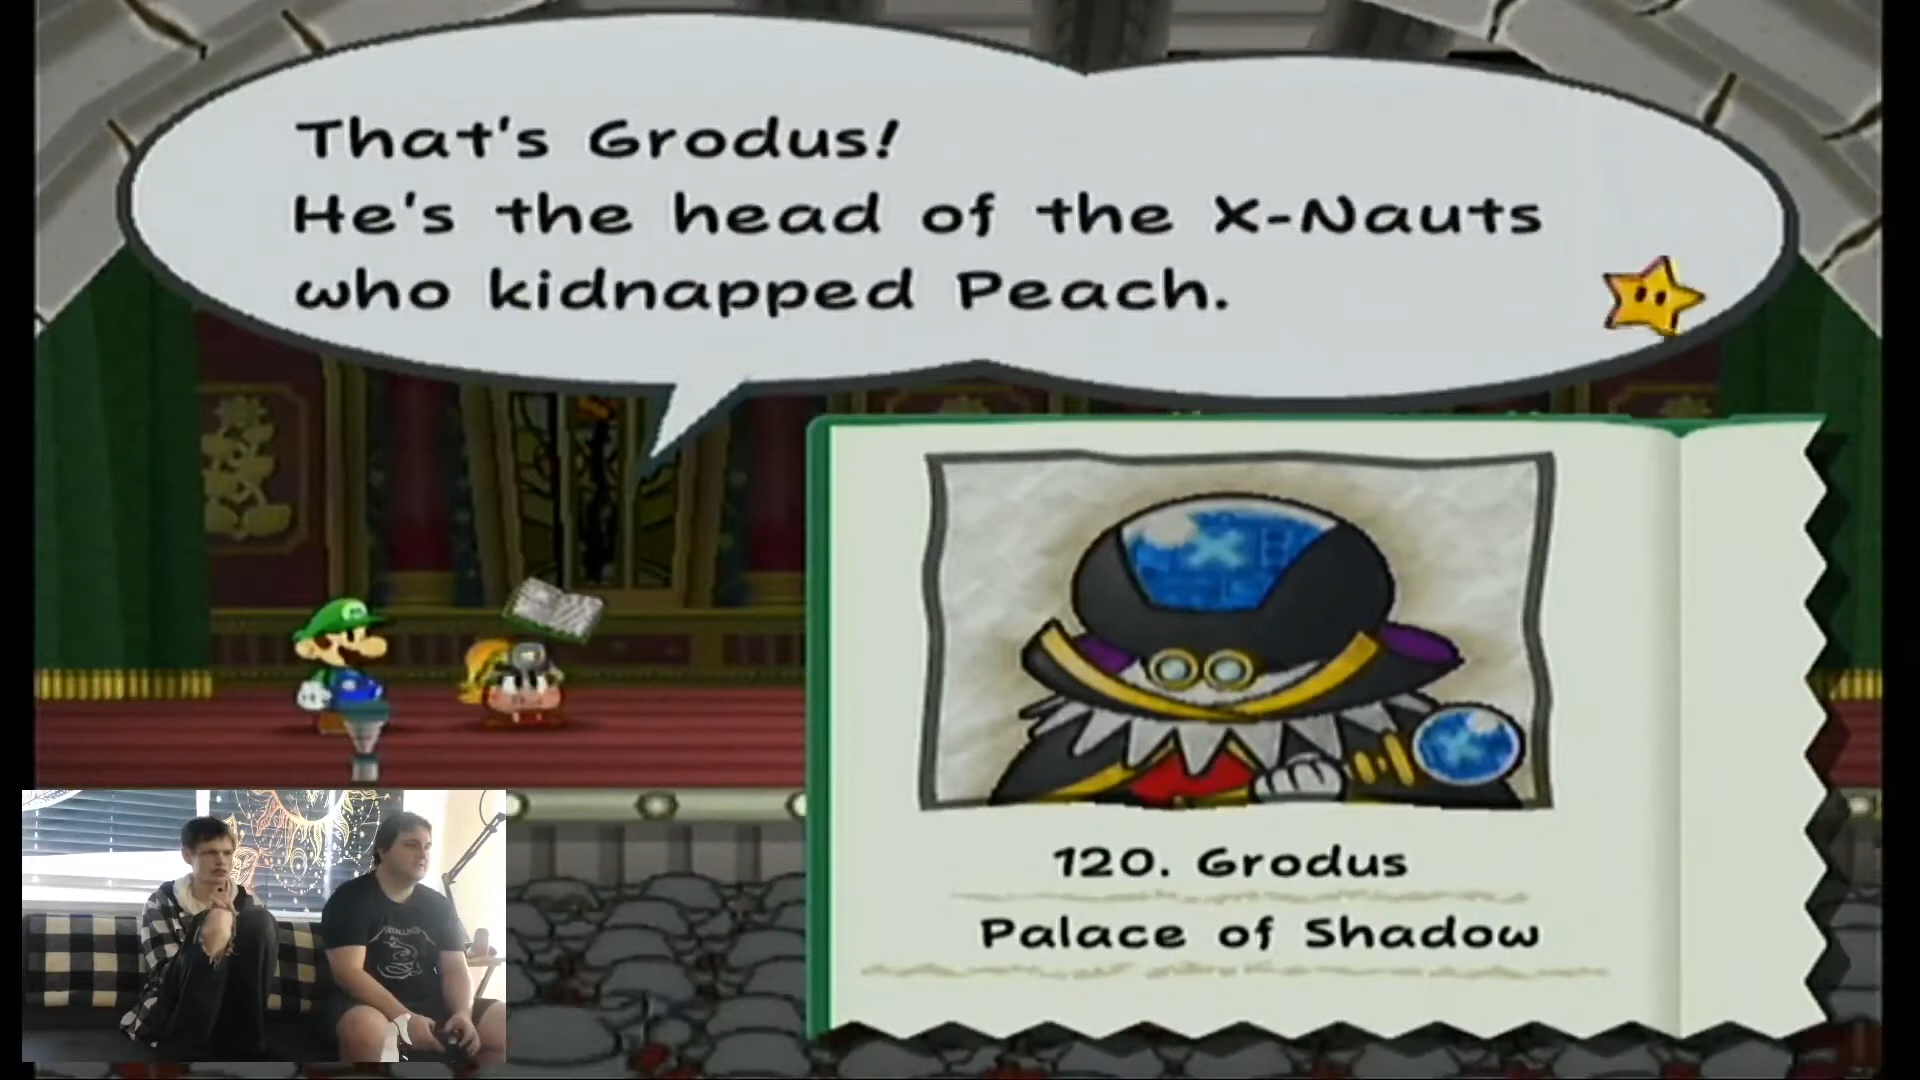 That's Grodus!
He's the head of the X-Nauts
who kidnapped Peach.
120. Grodus
Palace of Shadow